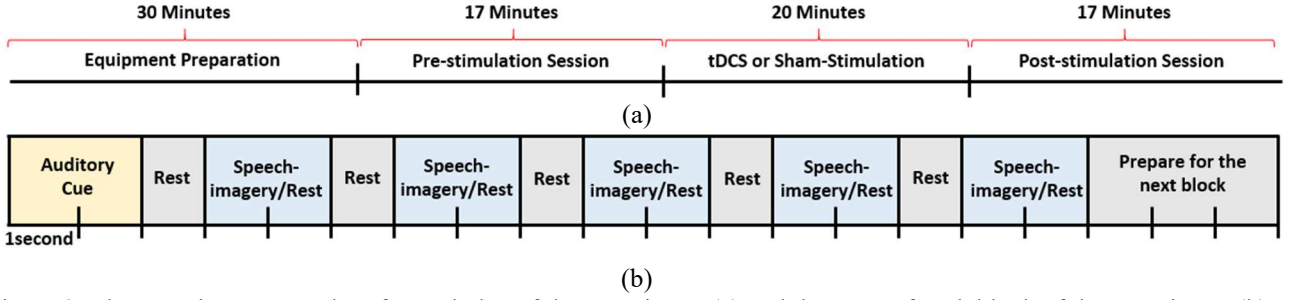 30 Minutes 17 Minutes 20 Minutes 17 Minutes
Equipment Preparation Pre-stimulation Session tDCS or Sham-Stimulation Post-stimulation Session
(a)
Auditory Cue Rest Speech-imagery/Rest Rest Speech-imagery/Rest Rest Speech-imagery/Rest Rest Speech-imagery/Rest Rest Speech-imagery/Rest Prepare for the next block
1second
(b)